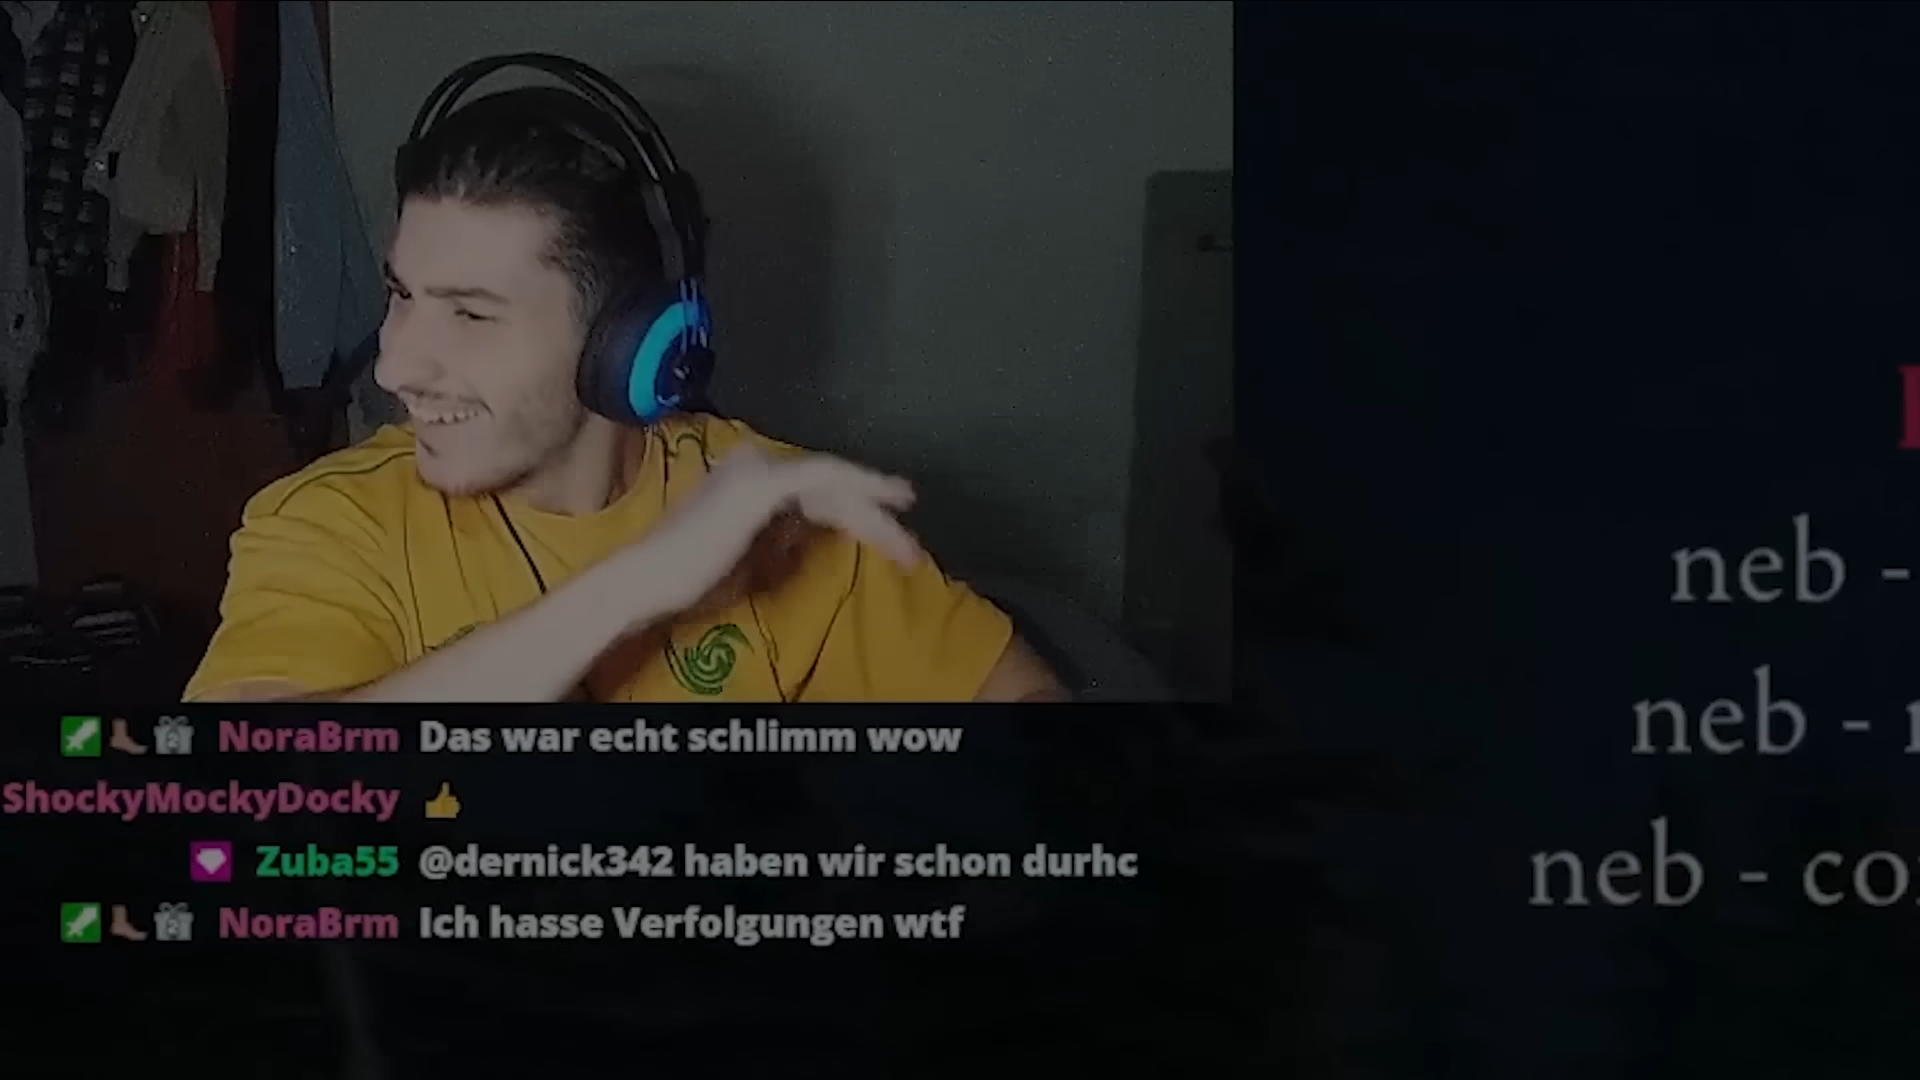 NoraBrm Das war echt schlimm wow
ShockyMockyDocky 👍
Zuba55 @dernick342 haben wir schon durhc
NoraBrm Ich hasse Verfolgungen wtf
neb -
neb -
neb - co